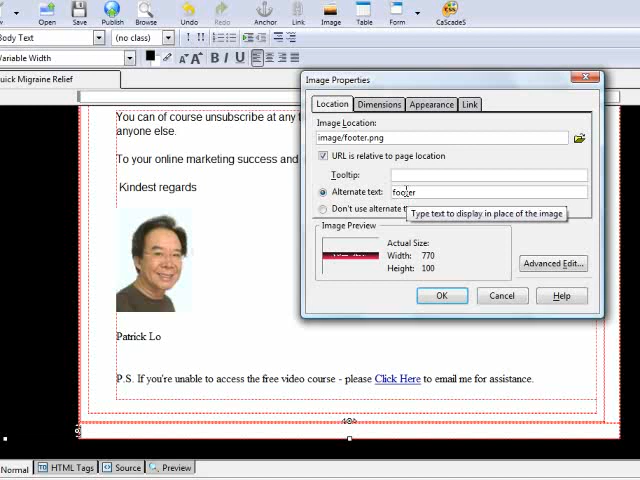 Open Save Publish Browse Undo Redo Anchor Link Image Table Form CaScadeS
Body Text (no class)
Variable Width
B I U
Quick Migraine Relief
You can of course unsubscribe at any
anyone else.
To your online marketing success and
Kindest regards
Patrick Lo
P.S. If you're unable to access the free video course - please Click Here to email me for assistance.
Image Properties
Location Dimensions Appearance Link
Image Location:
image/footer.png
URL is relative to page location
Tooltip:
Alternate text: footer
Don't use alternate
Type text to display in place of the image
Image Preview
Actual Size:
Width: 770
Height: 100
Advanced Edit...
OK Cancel Help
Normal HTML Tags Source Preview